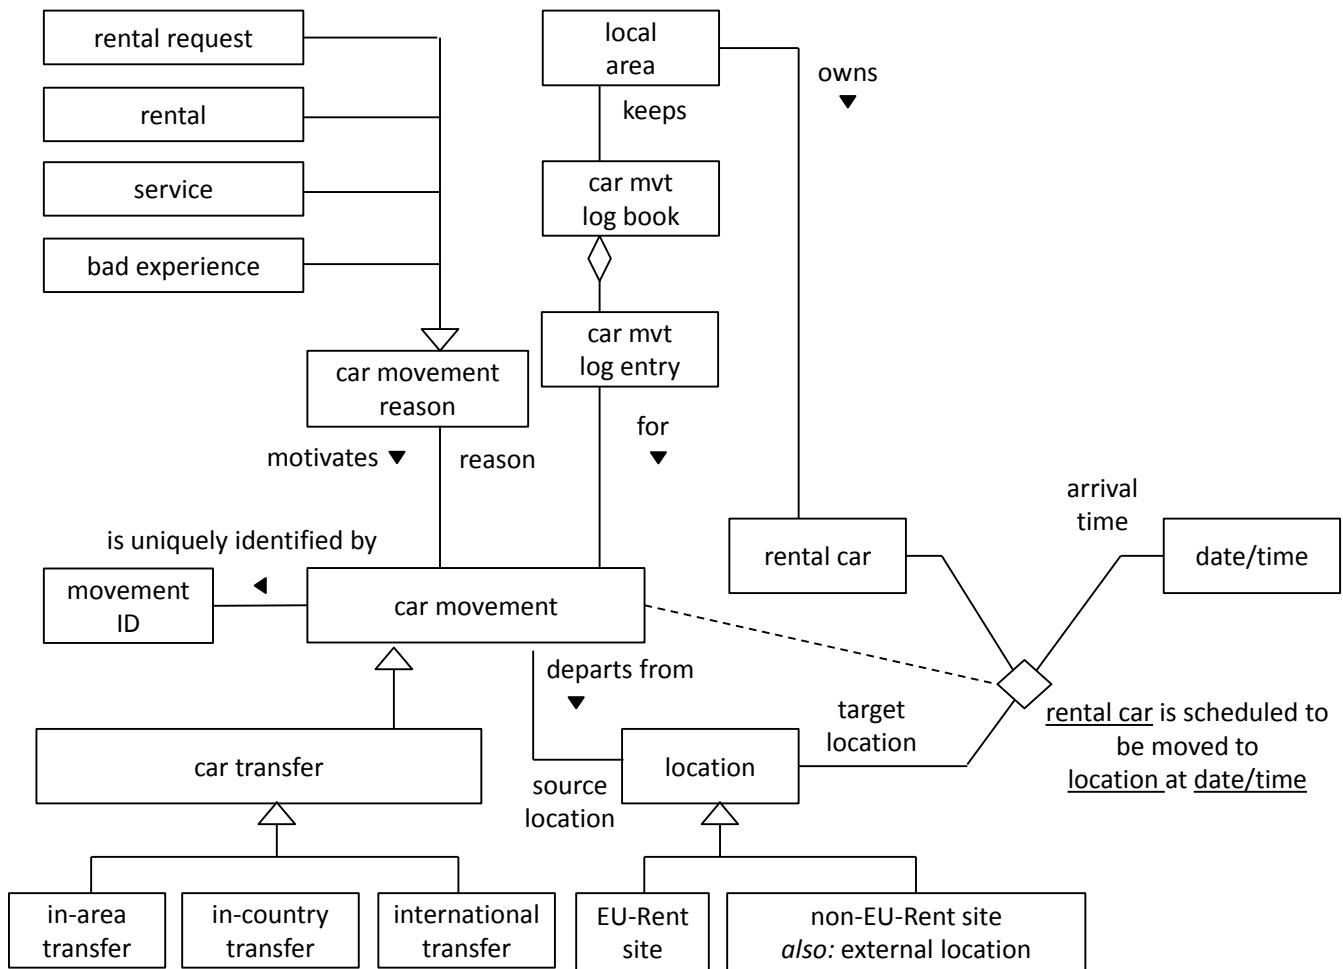 rental request
local
area
owns
rental
keeps
service
car mvt
log book
bad experience
car mvt
log entry
car movement
reason
for
motivates
reason
arrival
time
is uniquely identified by
rental car
date/time
movement
ID
car movement
departs from
target
location
rental car is scheduled to
be moved to
location at date/time
car transfer
location
source
location
in-area
transfer
in-country
transfer
international
transfer
EU-Rent
site
non-EU-Rent site
also: external location